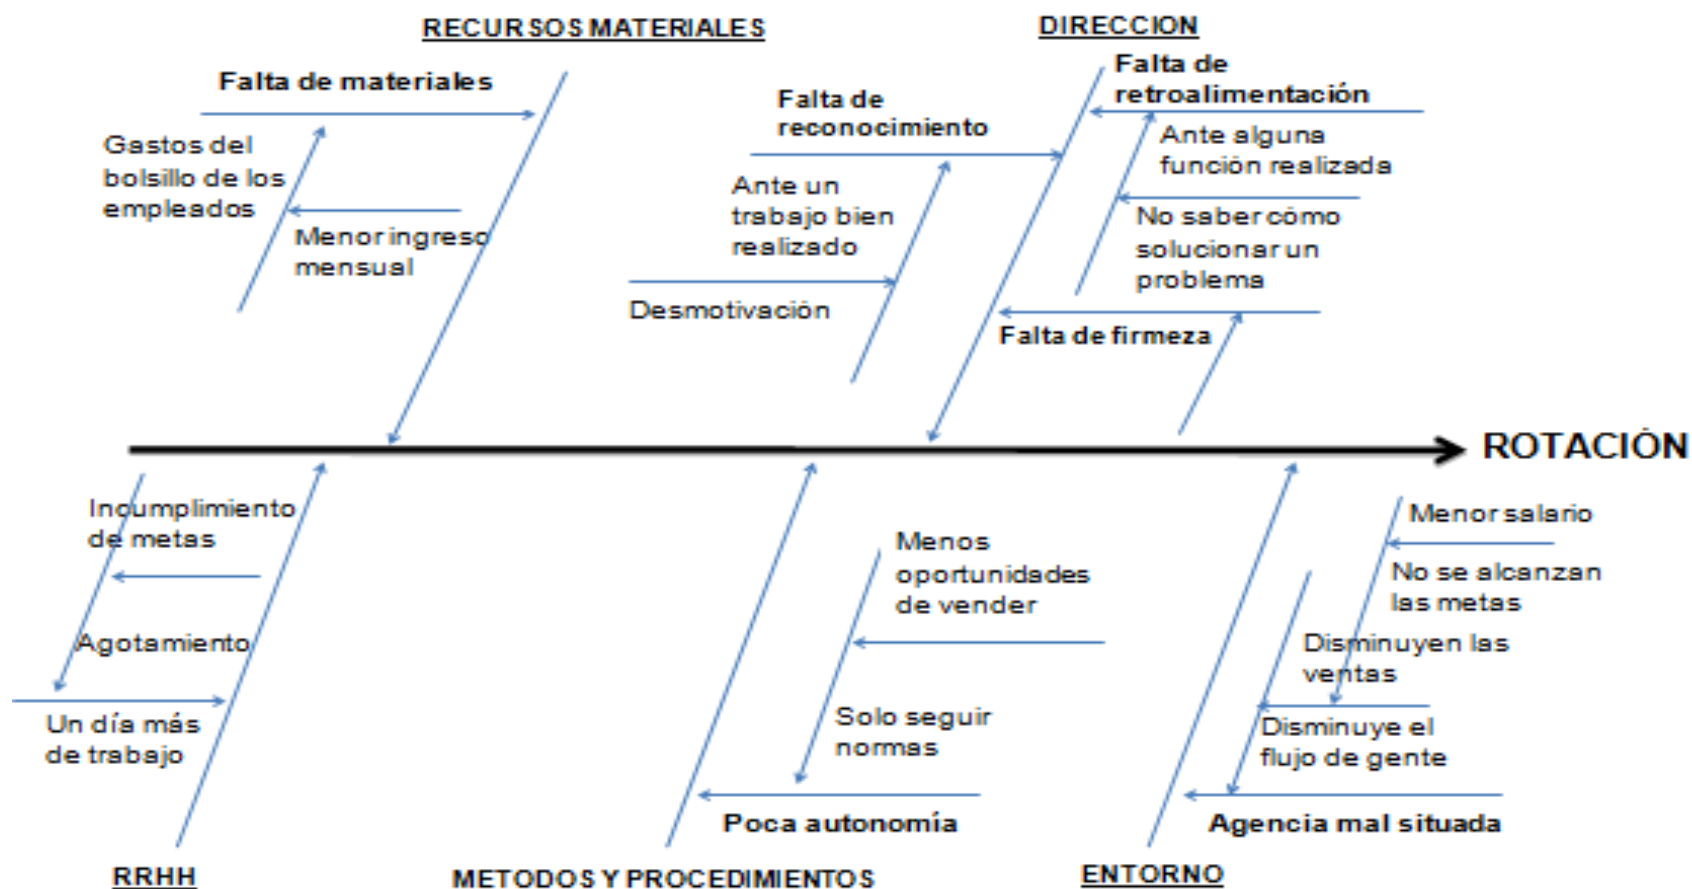 RECURSOS MATERIALES
DIRECCION
Falta de materiales
Gastos del
bolsillo de los
empleados
Menor ingreso
mensual
Falta de
reconocimiento
Ante un
trabajo bien
realizado
Desmotivación
Falta de
retroalimentación
Ante alguna
función realizada
No saber cómo
solucionar un
problema
Falta de firmeza
ROTACIÓN
Incumplimiento
de metas
Agotamiento
Un día más
de trabajo
RRHH
Menos
oportunidades
de vender
Solo seguir
normas
Poca autonomía
METODOS Y PROCEDIMIENTOS
Menor salario
No se alcanzan
las metas
Disminuyen las
ventas
Disminuye el
flujo de gente
Agencia mal situada
ENTORNO